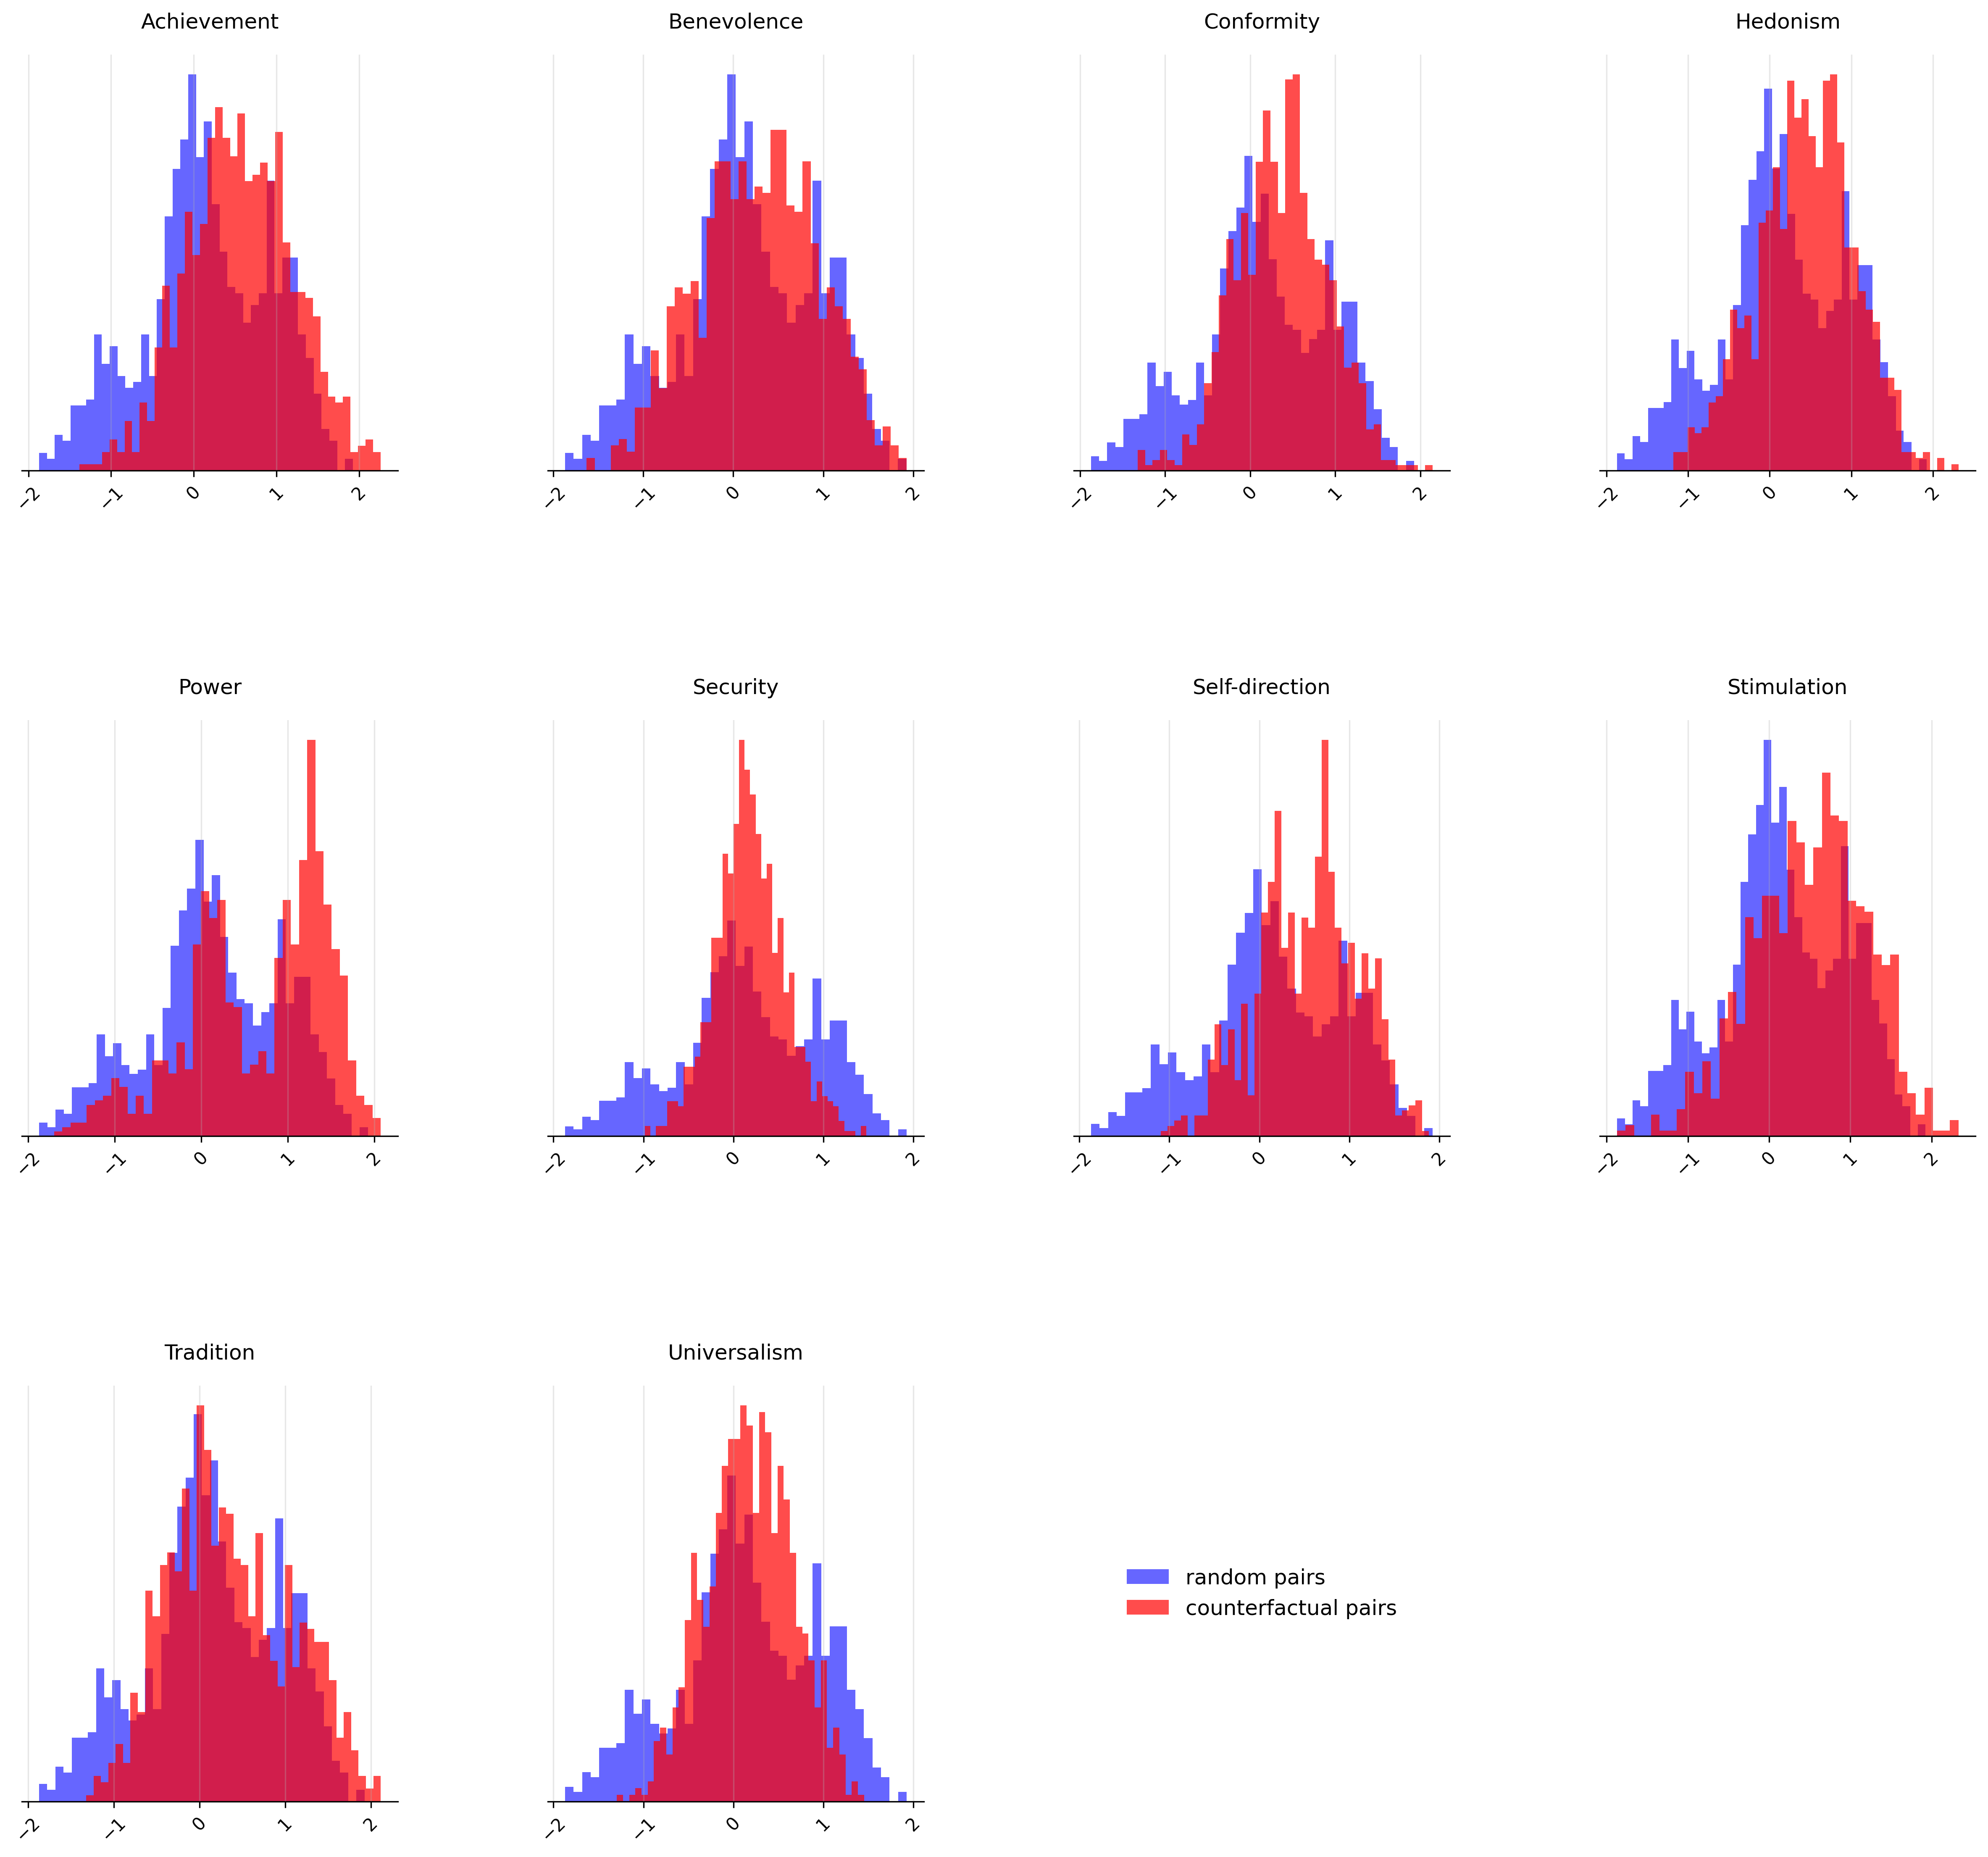 Achievement Benevolence Conformity Hedonism
−2 −1 0 1 2 −2 −1 0 1 2 −2 −1 0 1 2 −2 −1 0 1 2
Power Security Self-direction Stimulation
−2 −1 0 1 2 −2 −1 0 1 2 −2 −1 0 1 2 −2 −1 0 1 2
Tradition Universalism
random pairs
counterfactual pairs
−2 −1 0 1 2 −2 −1 0 1 2